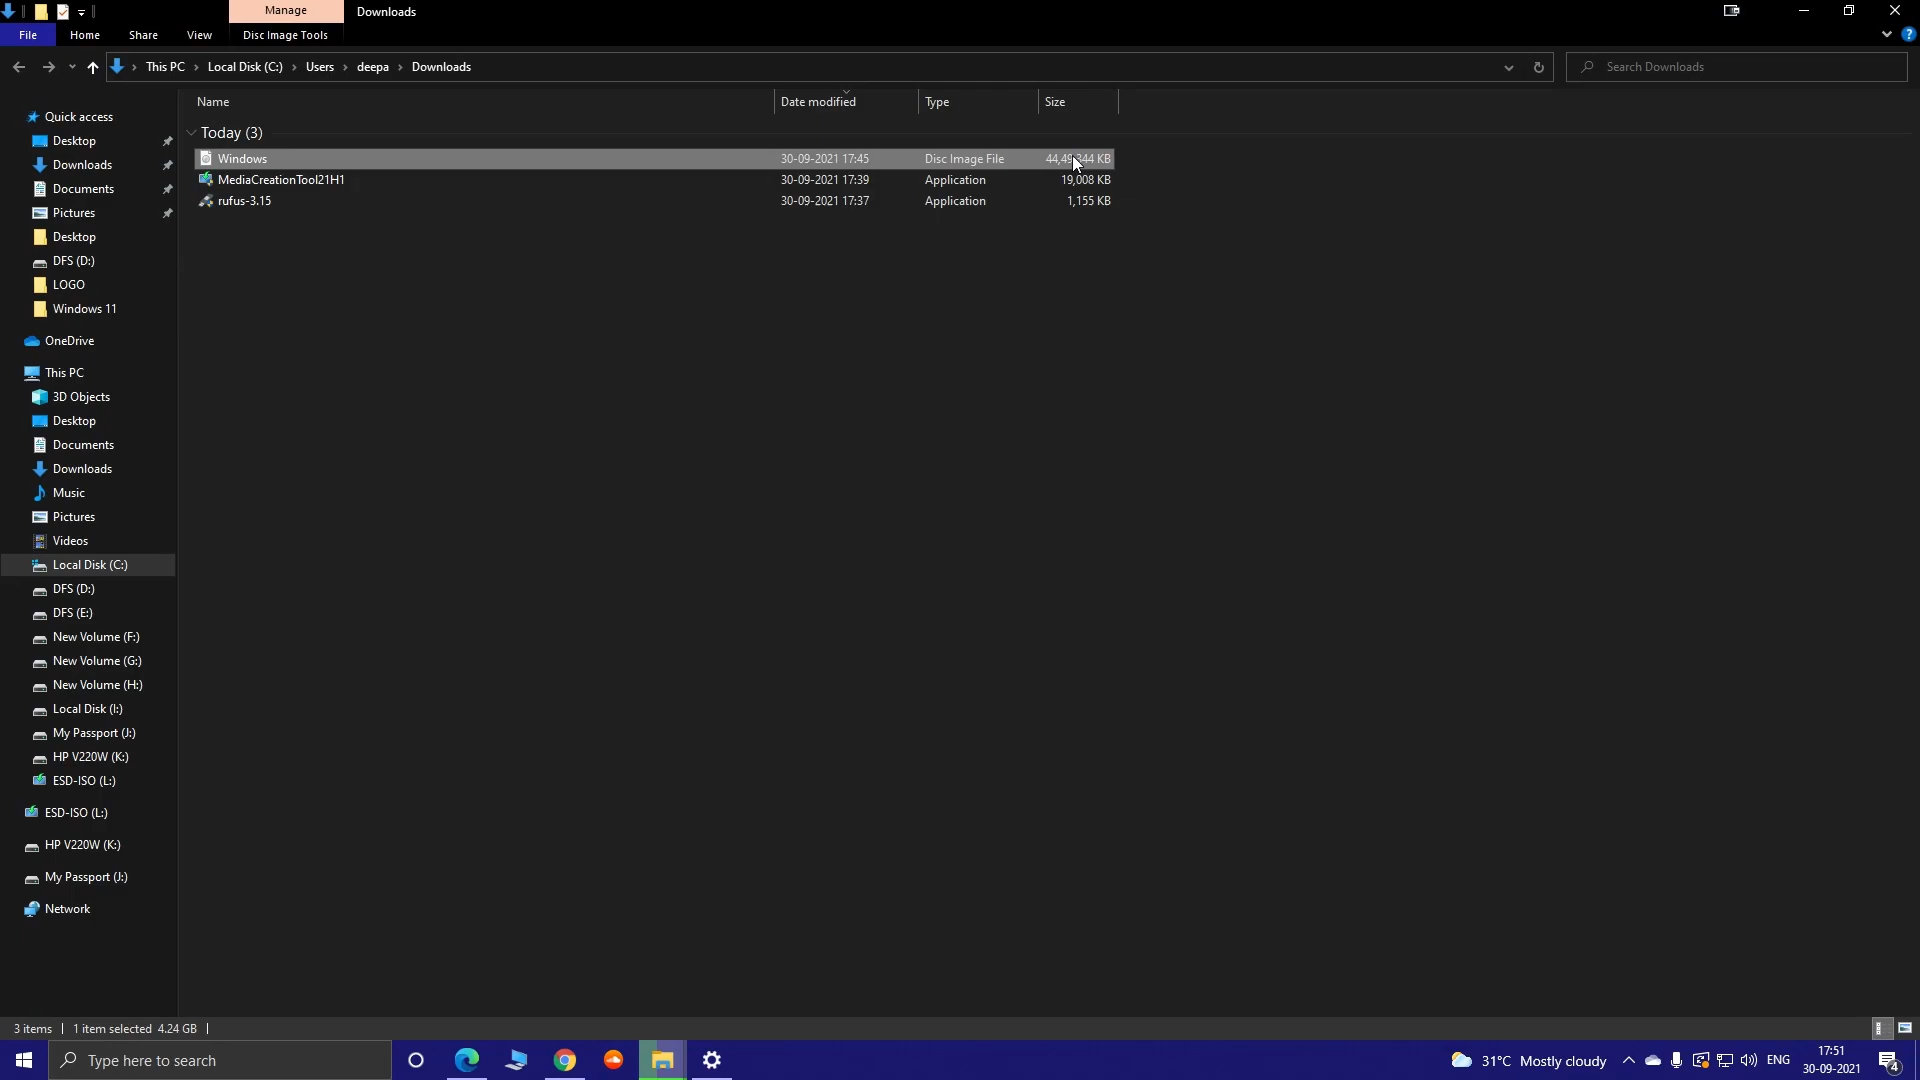 Manage
Downloads
File
Home
Share
View
Disc Image Tools
This PC
Local Disk (C:)
Users
deepa
Downloads
Search Downloads
Name
Date modified
Type
Size
Today (3)
Windows 30-09-2021 17:45 Disc Image File KB
MediaCreationTool21H1 30-09-2021 17:39 Application 19,008 KB
rufus-3.15 30-09-2021 17:37 Application 1,155 KB
Quick access
Desktop
Downloads
Documents
Pictures
Desktop
DFS (D:)
LOGO
Windows 11
OneDrive
This PC
3D Objects
Desktop
Documents
Downloads
Music
Pictures
Videos
Local Disk (C:)
DFS (D:)
DFS (E:)
New Volume (F:)
New Volume (G:)
New Volume (H:)
Local Disk (I:)
My Passport (J:)
HP V220W (K:)
ESD-ISO (L:)
ESD-ISO (L:)
HP V220W (K:)
My Passport (J:)
Network
3 items
1 item selected 4.24 GB
Type here to search
31°C Mostly cloudy
ENG
17:51
30-09-2021
4